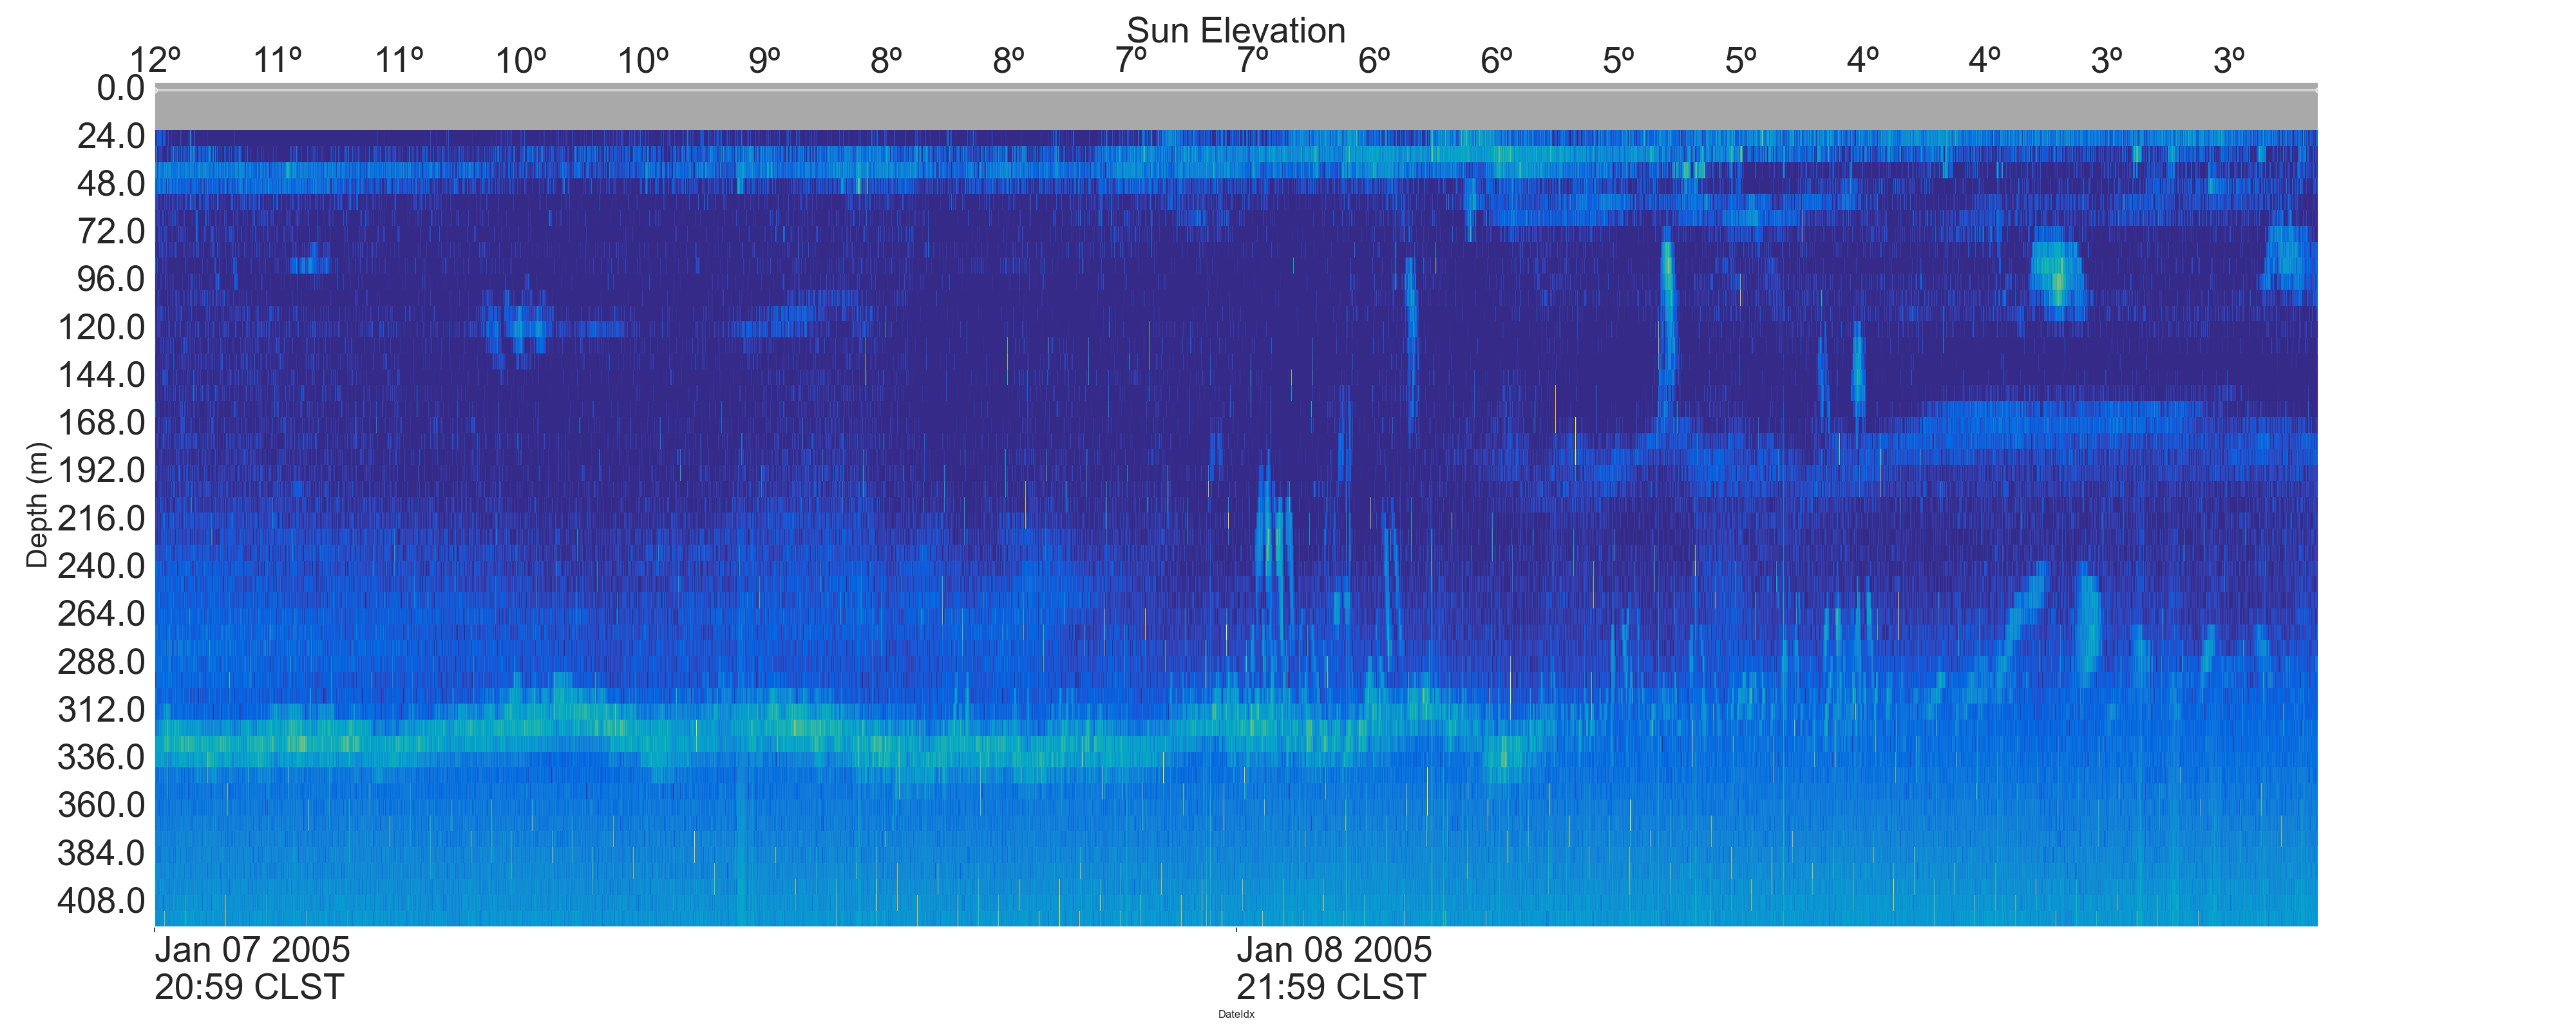 Sun Elevation
12º 11º 11º 10º 10º 9º 8º 8º 7º 7º 6º 6º 5º 5º 4º 4º 3º 3º
0.0
24.0
48.0
72.0
96.0
120.0
144.0
168.0
192.0
216.0
240.0
264.0
288.0
312.0
336.0
360.0
384.0
408.0
Depth (m)
Jan 07 2005
20:59 CLST
Jan 08 2005
21:59 CLST
DateIdx